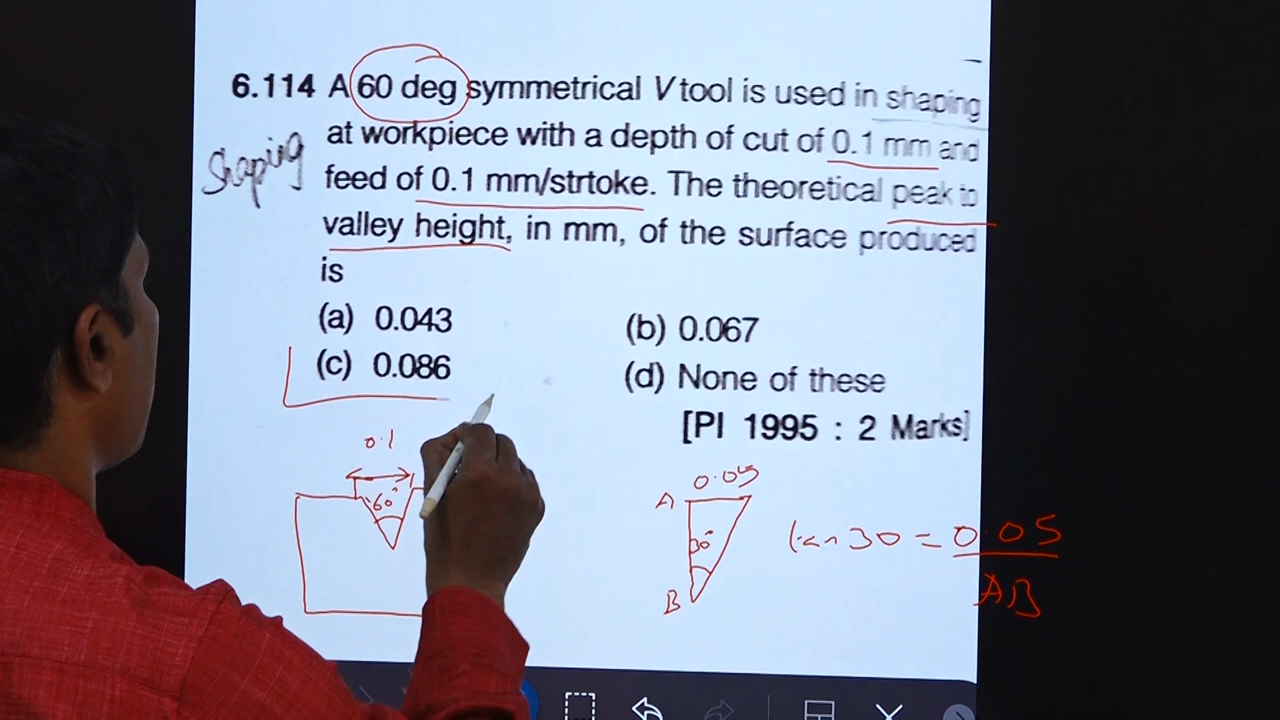 6.114 A 60 deg symmetrical V tool is used in shaping
at workpiece with a depth of cut of 0.1 mm and
Shaping
feed of 0.1 mm/strtoke. The theoretical peak to
valley height, in mm, of the surface produced
is
(a) 0.043
(b) 0.067
(c) 0.086
(d) None of these
[PI 1995 : 2 Marks]
0.1
60°
A 0.05
30°
B
tan 30 = 0.05
AB